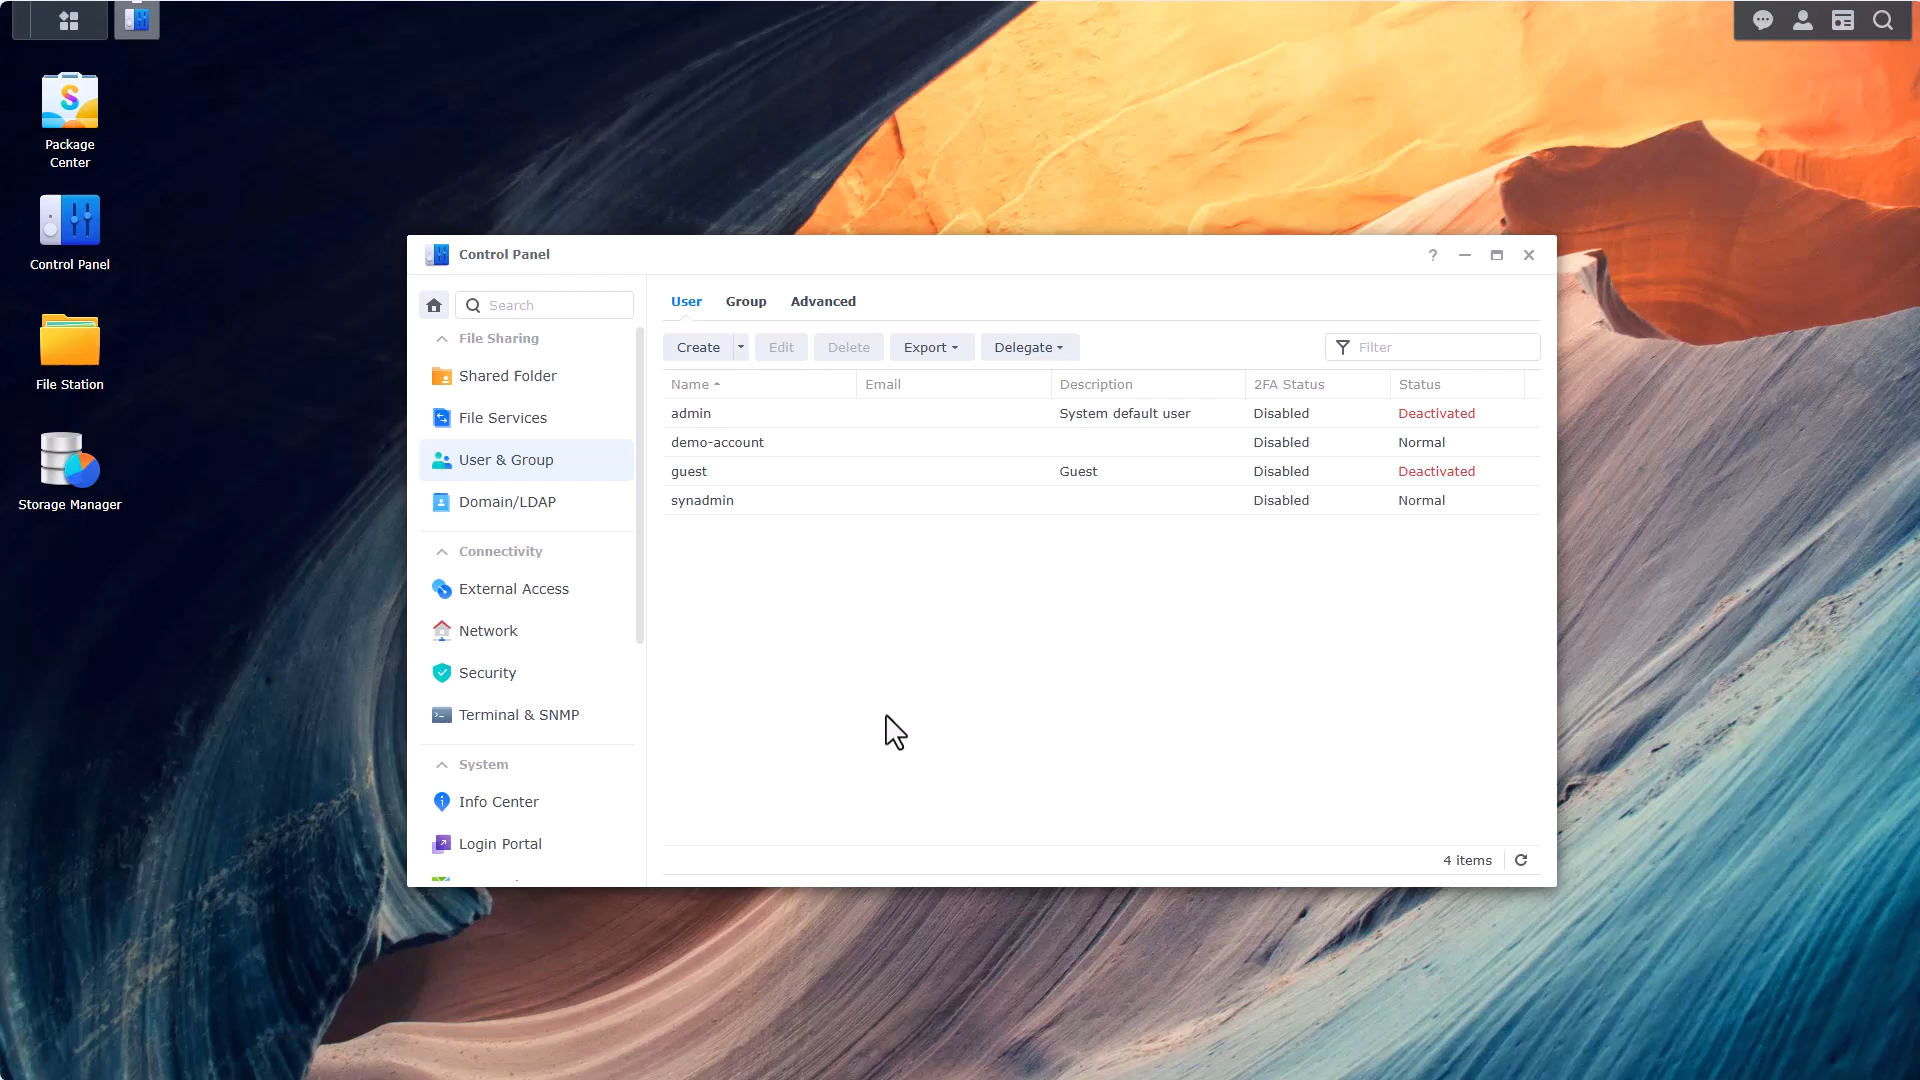 Package
Center
Control Panel
File Station
Storage Manager
Control Panel
Search
File Sharing
Shared Folder
File Services
User & Group
Domain/LDAP
Connectivity
External Access
Network
Security
Terminal & SNMP
System
Info Center
Login Portal
User Group Advanced
Create Edit Delete Export Delegate Filter
Name Email Description 2FA Status Status
admin System default user Disabled Deactivated
demo-account Disabled Normal
guest Guest Disabled Deactivated
synadmin Disabled Normal
4 items